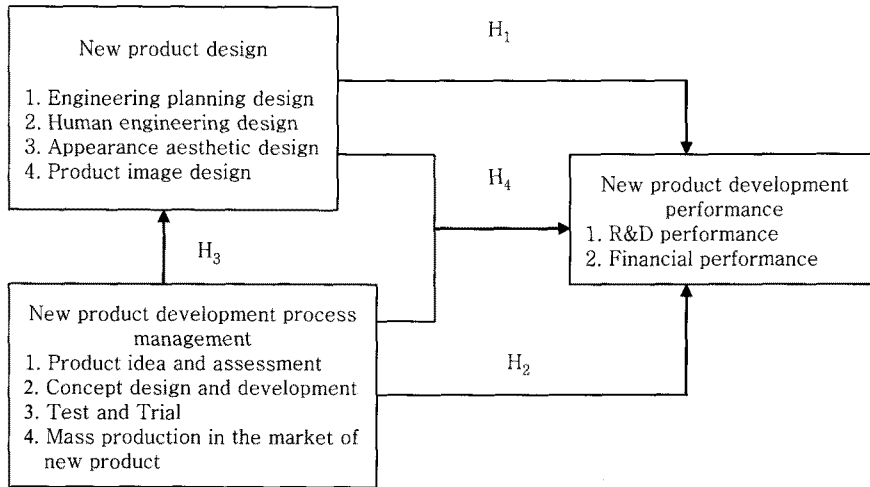 New product design
1. Engineering planning design
2. Human engineering design
3. Appearance aesthetic design
4. Product image design
H1
H4
New product development
performance
1. R&D performance
2. Financial performance
H3
New product development process
management
1. Product idea and assessment
2. Concept design and development
3. Test and Trial
4. Mass production in the market of
new product
H2